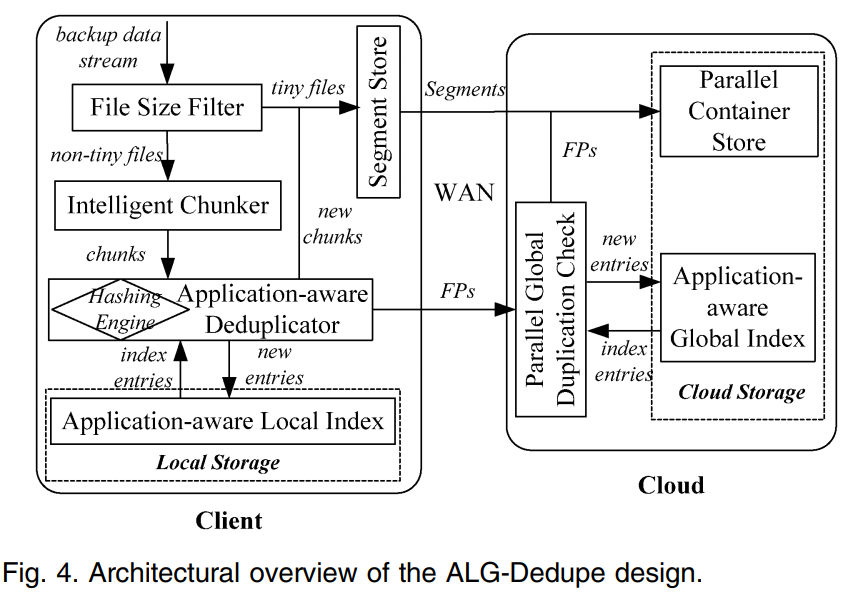 backup data
stream
File Size Filter
tiny files
Segment Store
Segments
Parallel
Container
Store
non-tiny files
FPs
Intelligent Chunker
WAN
new
chunks
chunks
Parallel Global
Duplication Check
new
entries
Hashing
Engine
Application-aware
Deduplicator
FPs
Application-
aware
Global Index
index
entries
new
entries
index
entries
Cloud Storage
Application-aware Local Index
Local Storage
Cloud
Client
Fig. 4. Architectural overview of the ALG-Dedupe design.